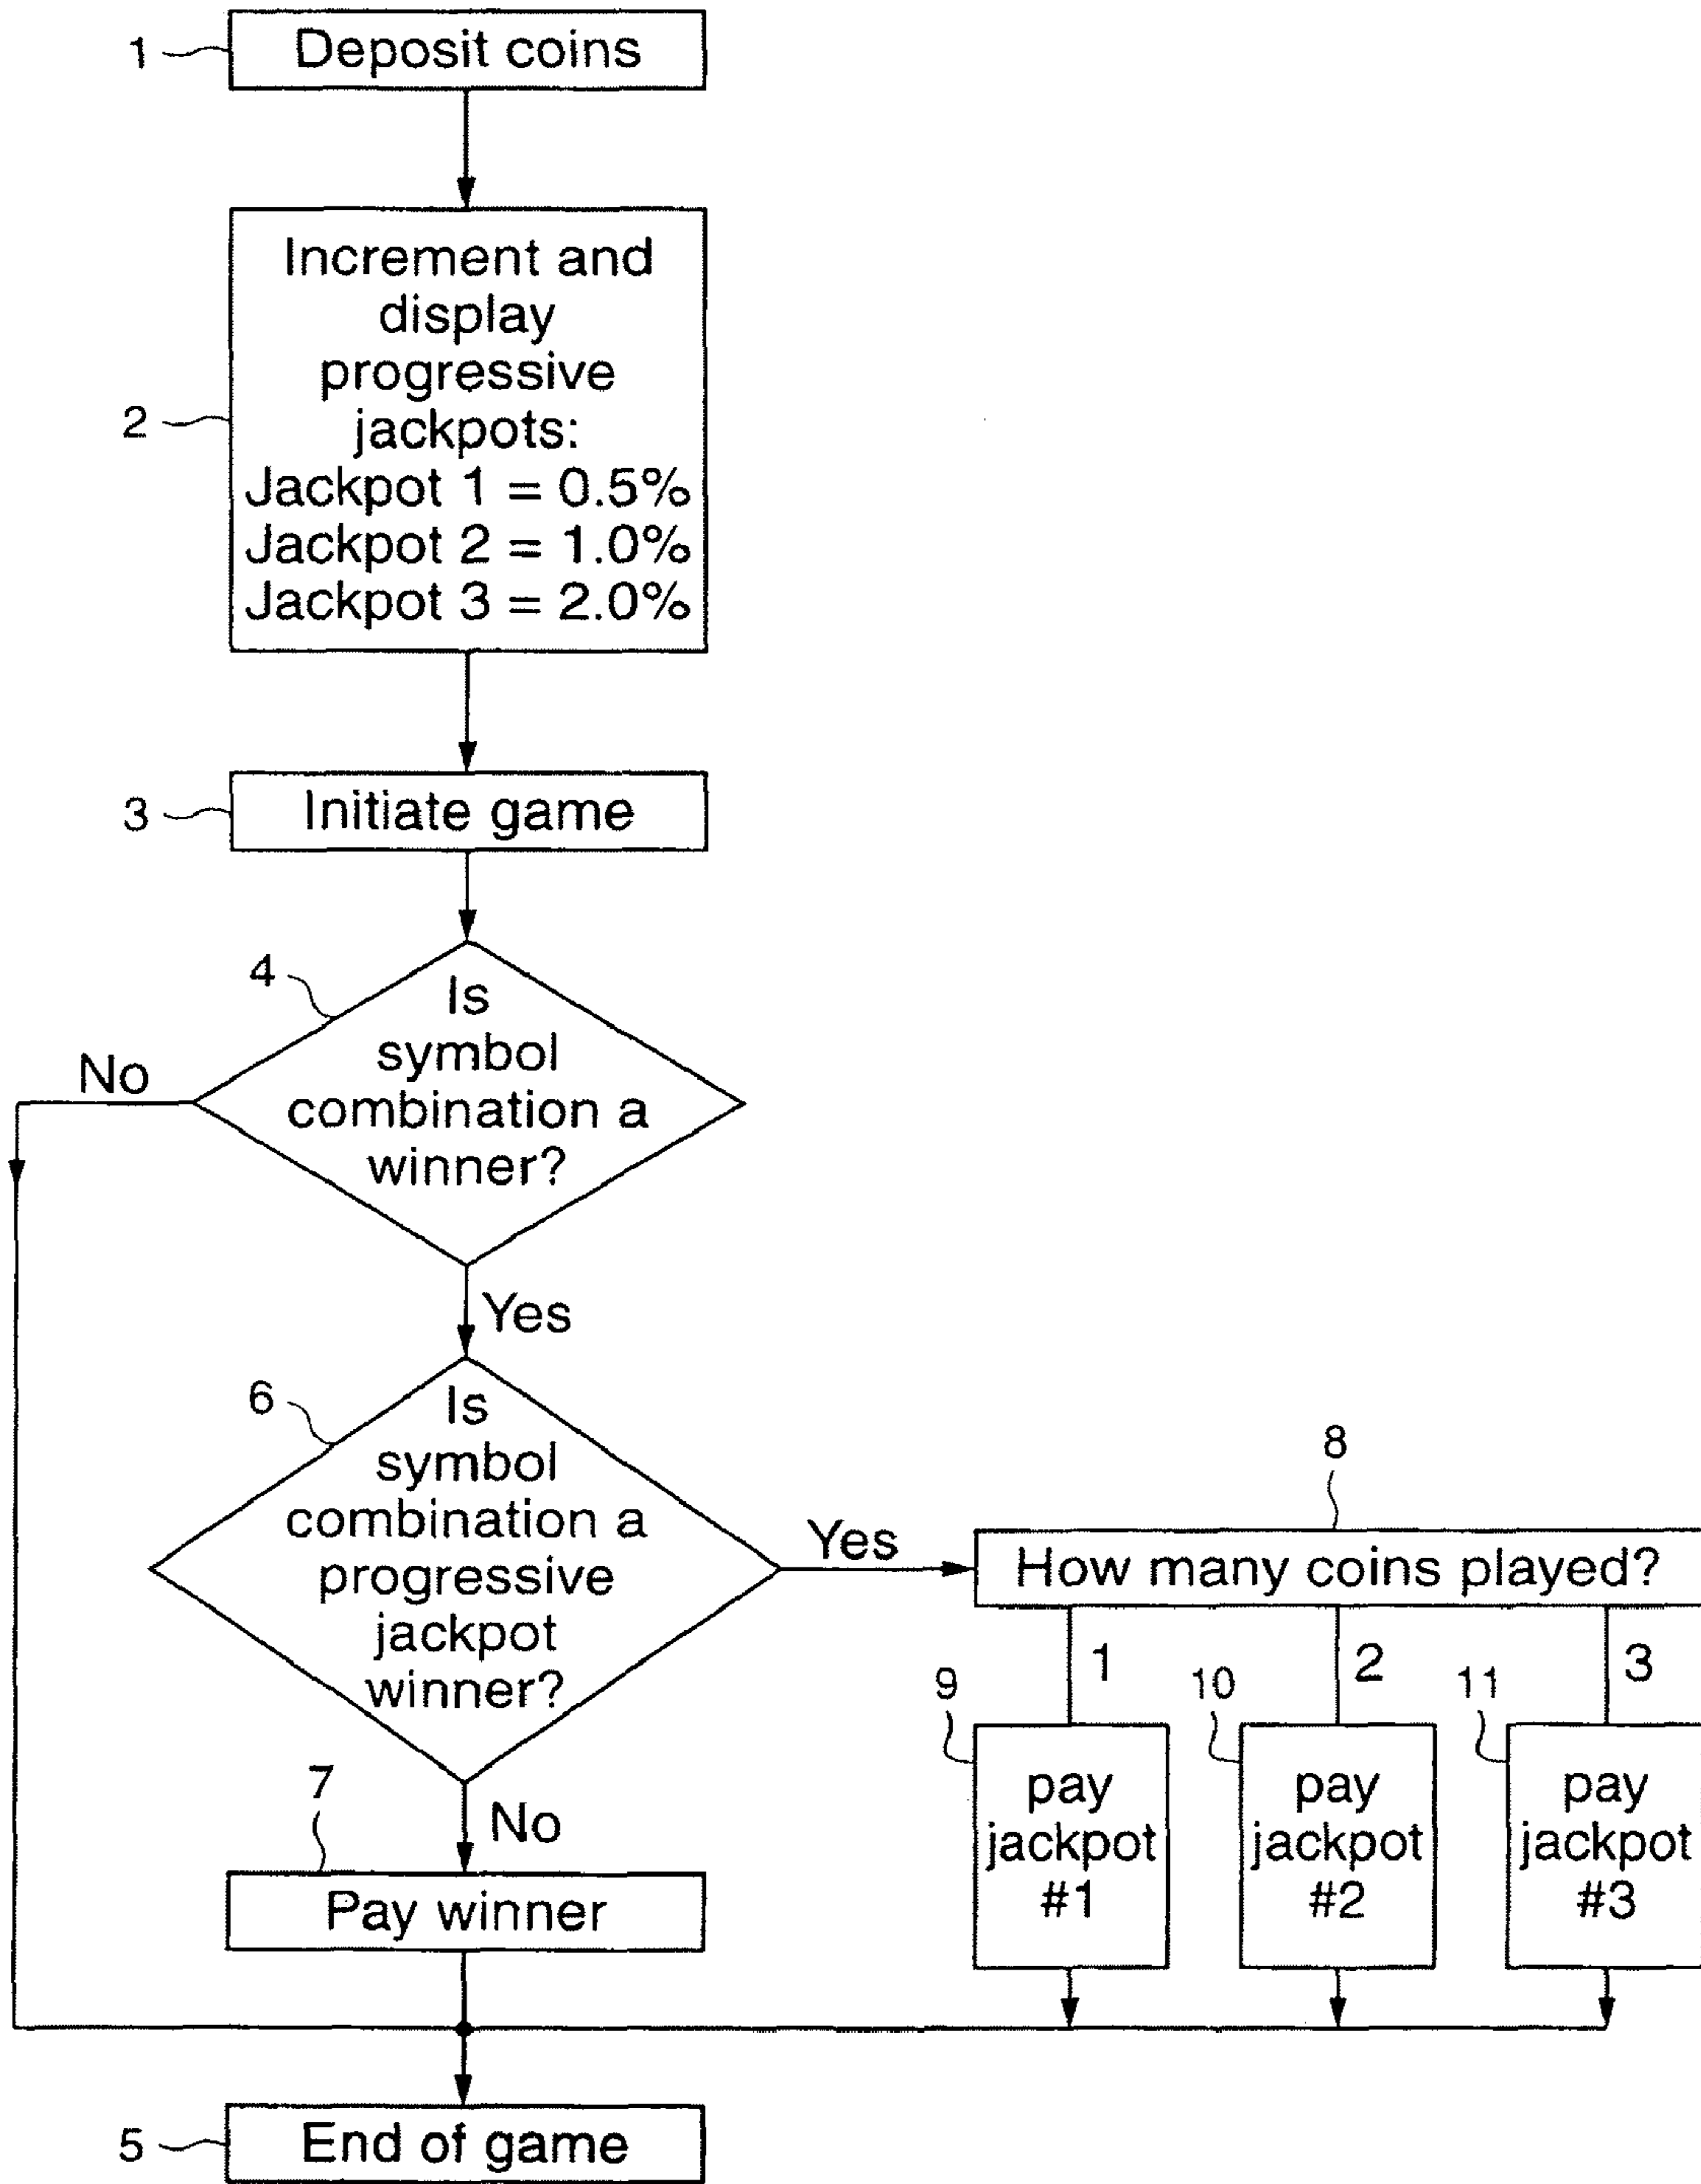 1
Deposit coins
2
Increment and
display
progressive
jackpots:
Jackpot 1 = 0.5%
Jackpot 2 = 1.0%
Jackpot 3 = 2.0%
3
Initiate game
4
Is
symbol
combination a
winner?
No
Yes
6
Is
symbol
combination a
progressive
jackpot
winner?
Yes
8
How many coins played?
1
2
3
9
pay
jackpot
#1
10
pay
jackpot
#2
11
pay
jackpot
#3
No
7
Pay winner
5
End of game